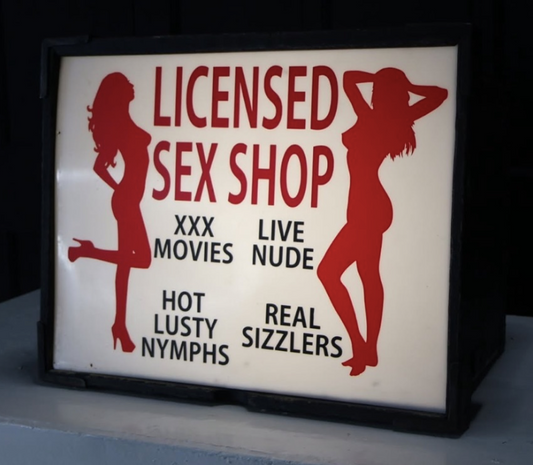 LICENSED
SEX SHOP
XXX
MOVIES
LIVE
NUDE
HOT
LUSTY
NYMPHS
REAL
SIZZLERS